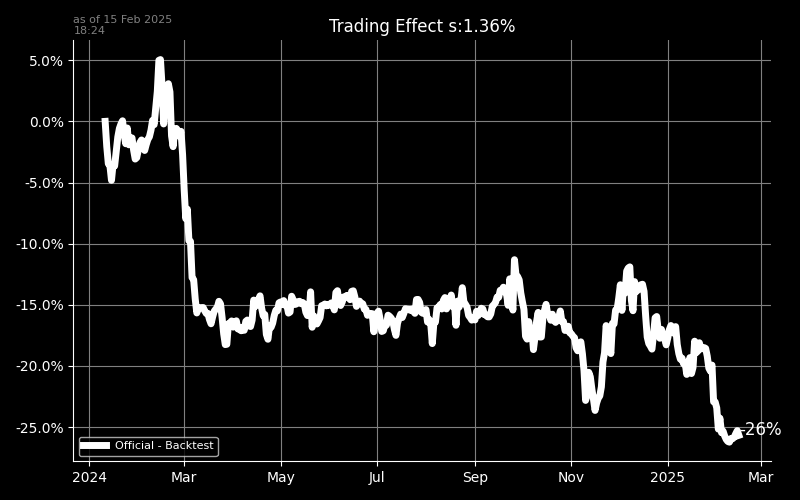 as of 15 Feb 2025
18:24
Trading Effect s:1.36%
5.0%
0.0%
-5.0%
-10.0%
-15.0%
-20.0%
-25.0%
-26%
Official - Backtest
2024 Mar May Jul Sep Nov 2025 Mar